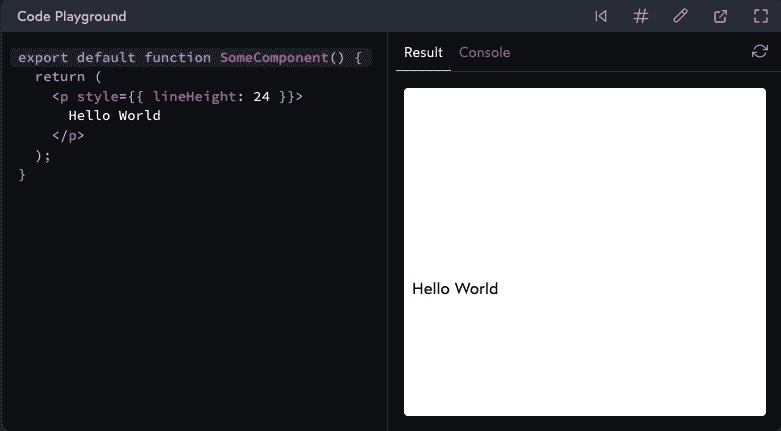 Code Playground
export default function SomeComponent() {
  return (
    <p style={{ lineHeight: 24 }}>
      Hello World
    </p>
  );
}
Result Console
Hello World